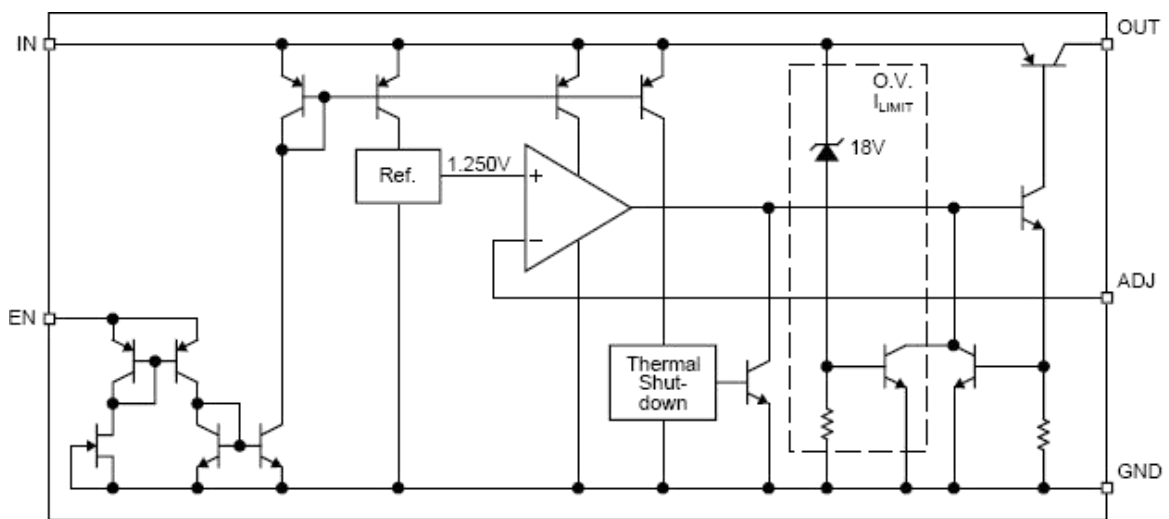 OUT
IN
O.V.
ILIMIT
18V
1.250V
Ref.
+
−
ADJ
EN
Thermal
Shut-
down
GND